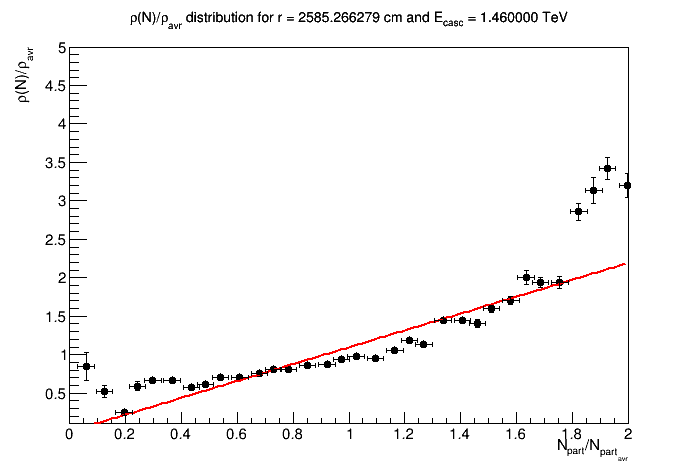 ρ(N)/ρavr distribution for r = 2585.266279 cm and Ecasc = 1.460000 TeV
ρ(N)/ρavr
5
4.5
4
3.5
3
2.5
2
1.5
1
0.5
0 0.2 0.4 0.6 0.8 1 1.2 1.4 1.6 1.8 2
Npart/Npartavr